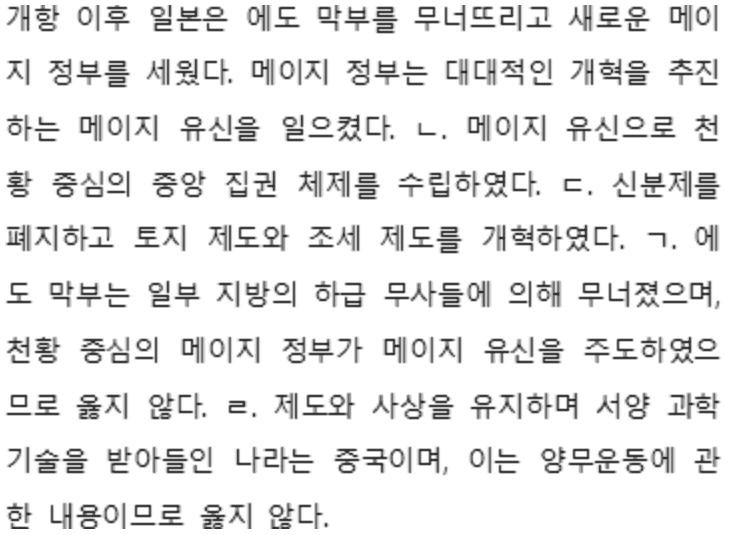 개항 이후 일본은 에도 막부를 무너뜨리고 새로운 메이
지 정부를 세웠다. 메이지 정부는 대대적인 개혁을 추진
하는 메이지 유신을 일으켰다. ㄴ. 메이지 유신으로 천
황 중심의 중앙 집권 체제를 수립하였다. ㄷ. 신분제를
폐지하고 토지 제도와 조세 제도를 개혁하였다. ㄱ. 에
도 막부는 일부 지방의 하급 무사들에 의해 무너졌으며,
천황 중심의 메이지 정부가 메이지 유신을 주도하였으
므로 옳지 않다. ㄹ. 제도와 사상을 유지하며 서양 과학
기술을 받아들인 나라는 중국이며, 이는 양무운동에 관
한 내용이므로 옳지 않다.